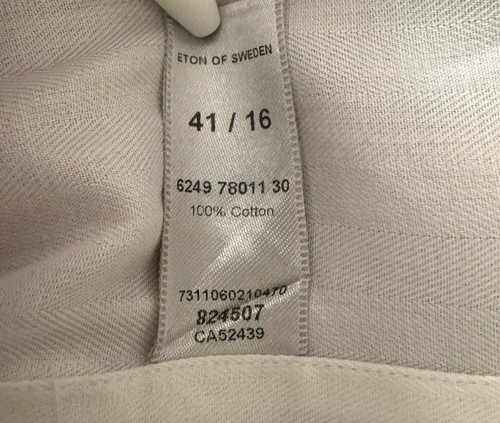 ETON OF SWEDEN
41 / 16
6249 78011 30
100% Cotton
7311060210470
824507
CA52439